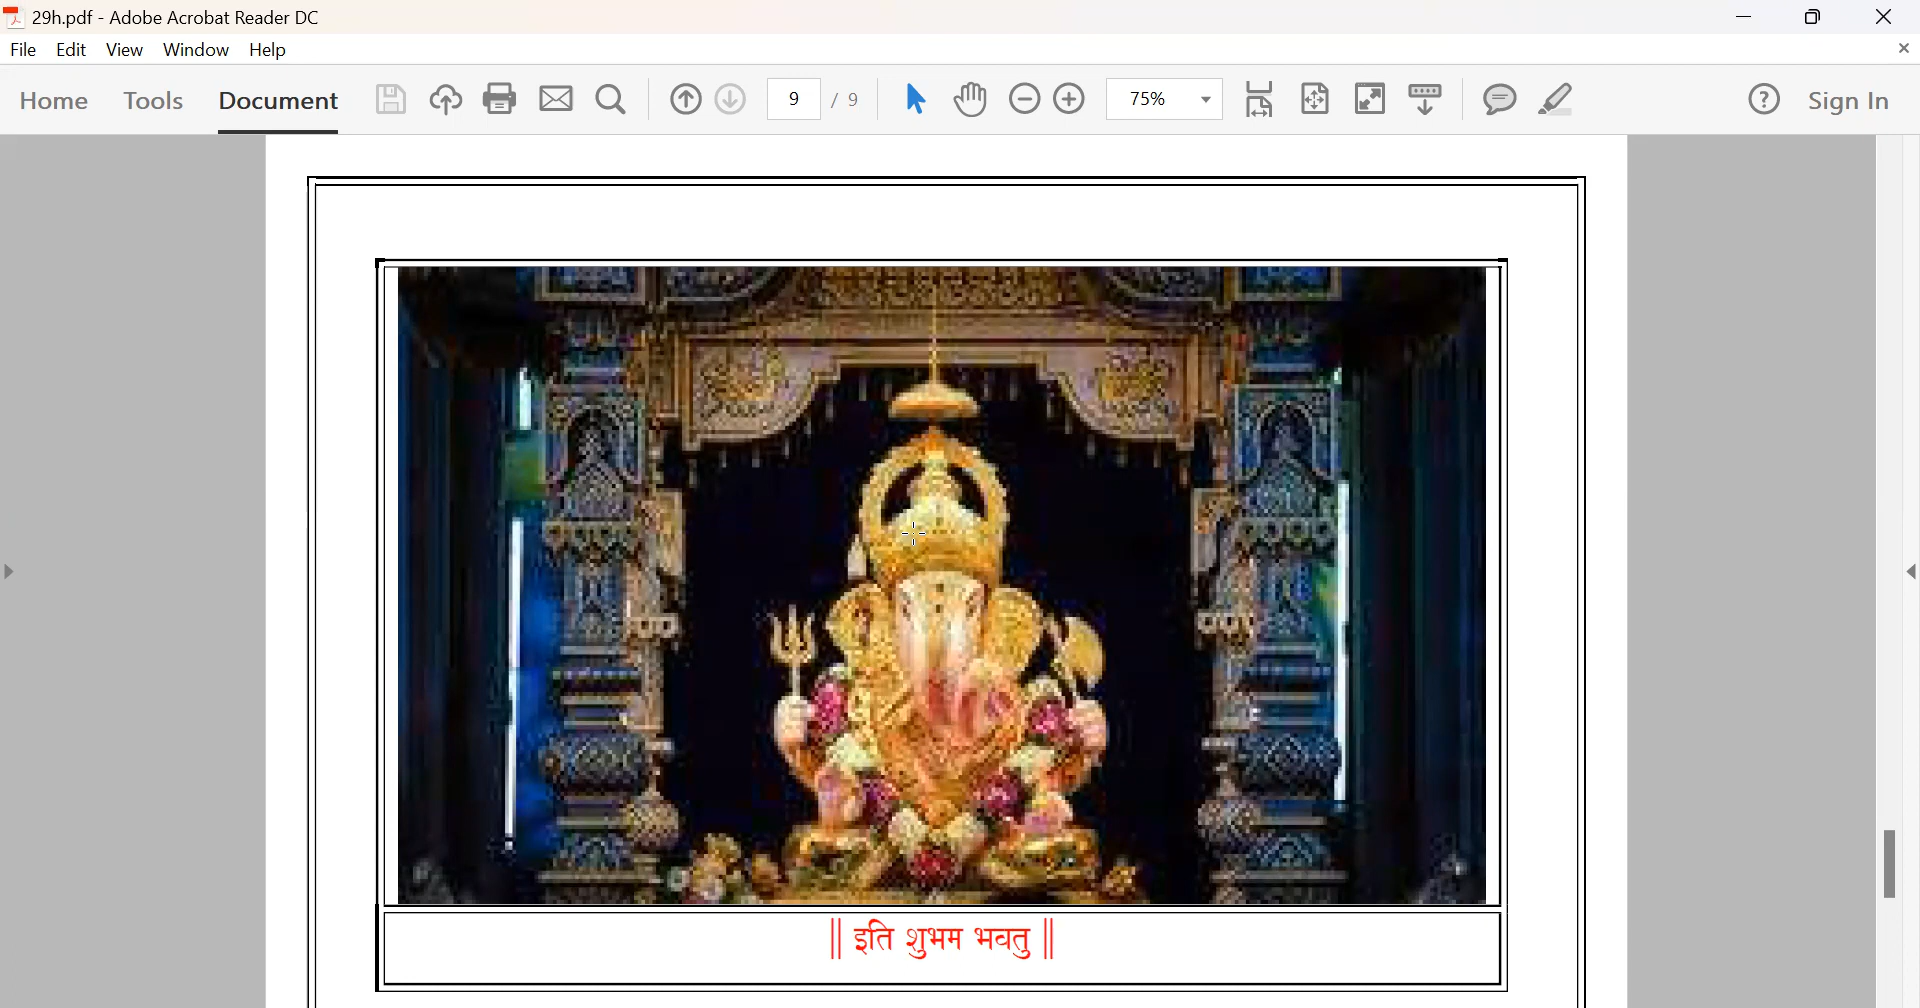 29h.pdf - Adobe Acrobat Reader DC
File Edit View Window Help
Home Tools Document 9 / 9 75% Sign In
॥ इति शुभम भवतु ॥